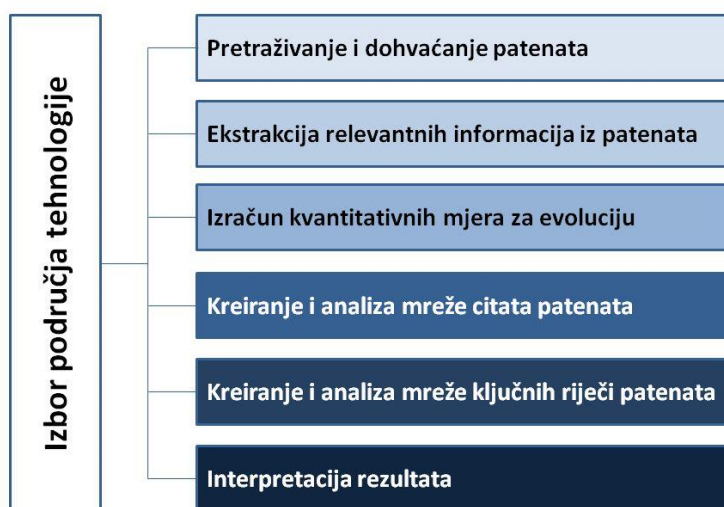 Izbor područja tehnologije
Pretraživanje i dohvaćanje patenata
Ekstrakcija relevantnih informacija iz patenata
Izračun kvantitativnih mjera za evoluciju
Kreiranje i analiza mreže citata patenata
Kreiranje i analiza mreže ključnih riječi patenata
Interpretacija rezultata